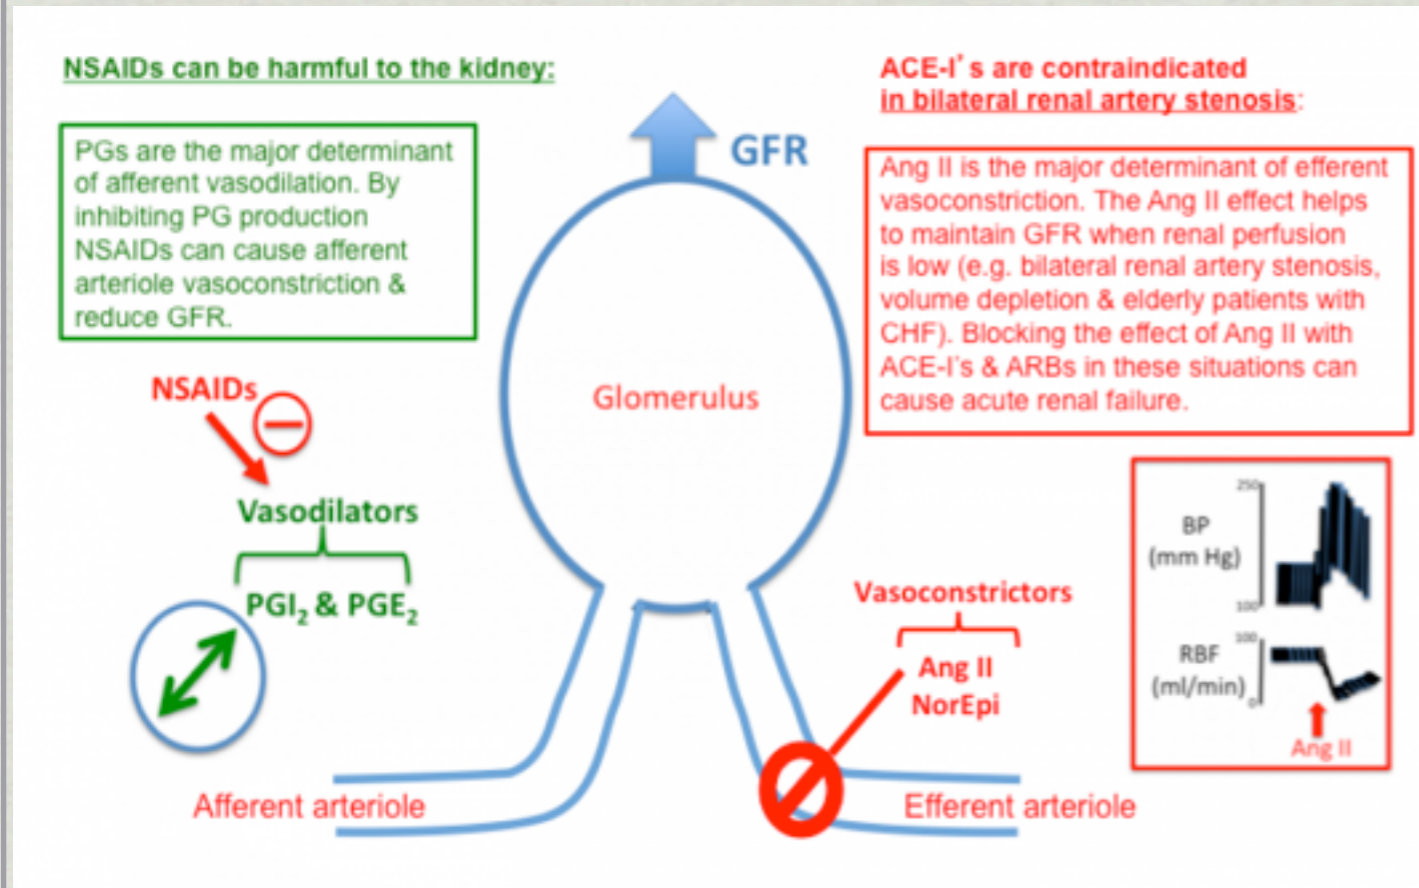 NSAIDs can be harmful to the kidney:
PGs are the major determinant
of afferent vasodilation. By
inhibiting PG production
NSAIDs can cause afferent
arteriole vasoconstriction &
reduce GFR.
NSAIDs
Vasodilators
PGI₂ & PGE₂
Afferent arteriole
GFR
Glomerulus
ACE-I's are contraindicated
in bilateral renal artery stenosis:
Ang II is the major determinant of efferent
vasoconstriction. The Ang II effect helps
to maintain GFR when renal perfusion
is low (e.g. bilateral renal artery stenosis,
volume depletion & elderly patients with
CHF). Blocking the effect of Ang II with
ACE-I's & ARBs in these situations can
cause acute renal failure.
Vasoconstrictors
Ang II
NorEpi
Efferent arteriole
250
BP
(mm Hg)
100
100
RBF
(ml/min)
0
Ang II